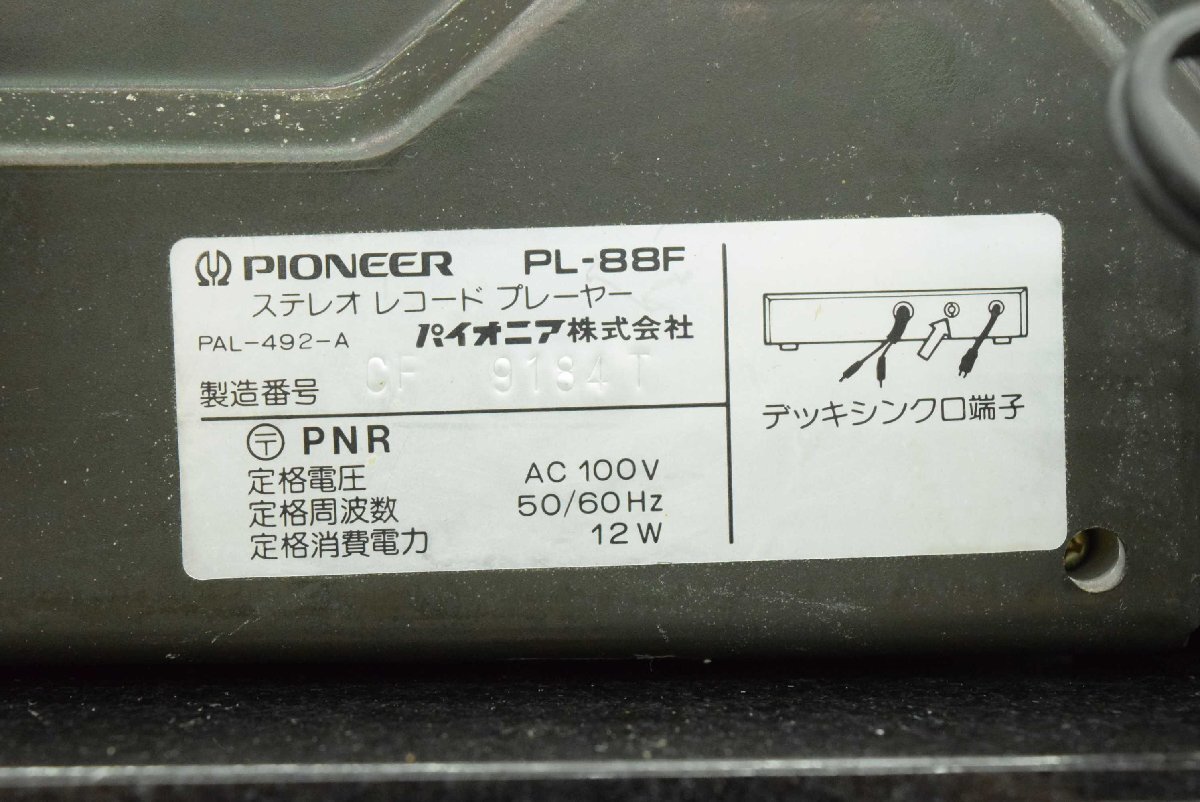 PIONEER PL-88F
ステレオ レコード プレーヤー
PAL-492-A パイオニア株式会社
製造番号 CF 9184T
〒 PNR
定格電圧 AC 100V
定格周波数 50/60Hz
定格消費電力 12W
デッキシンクロ端子